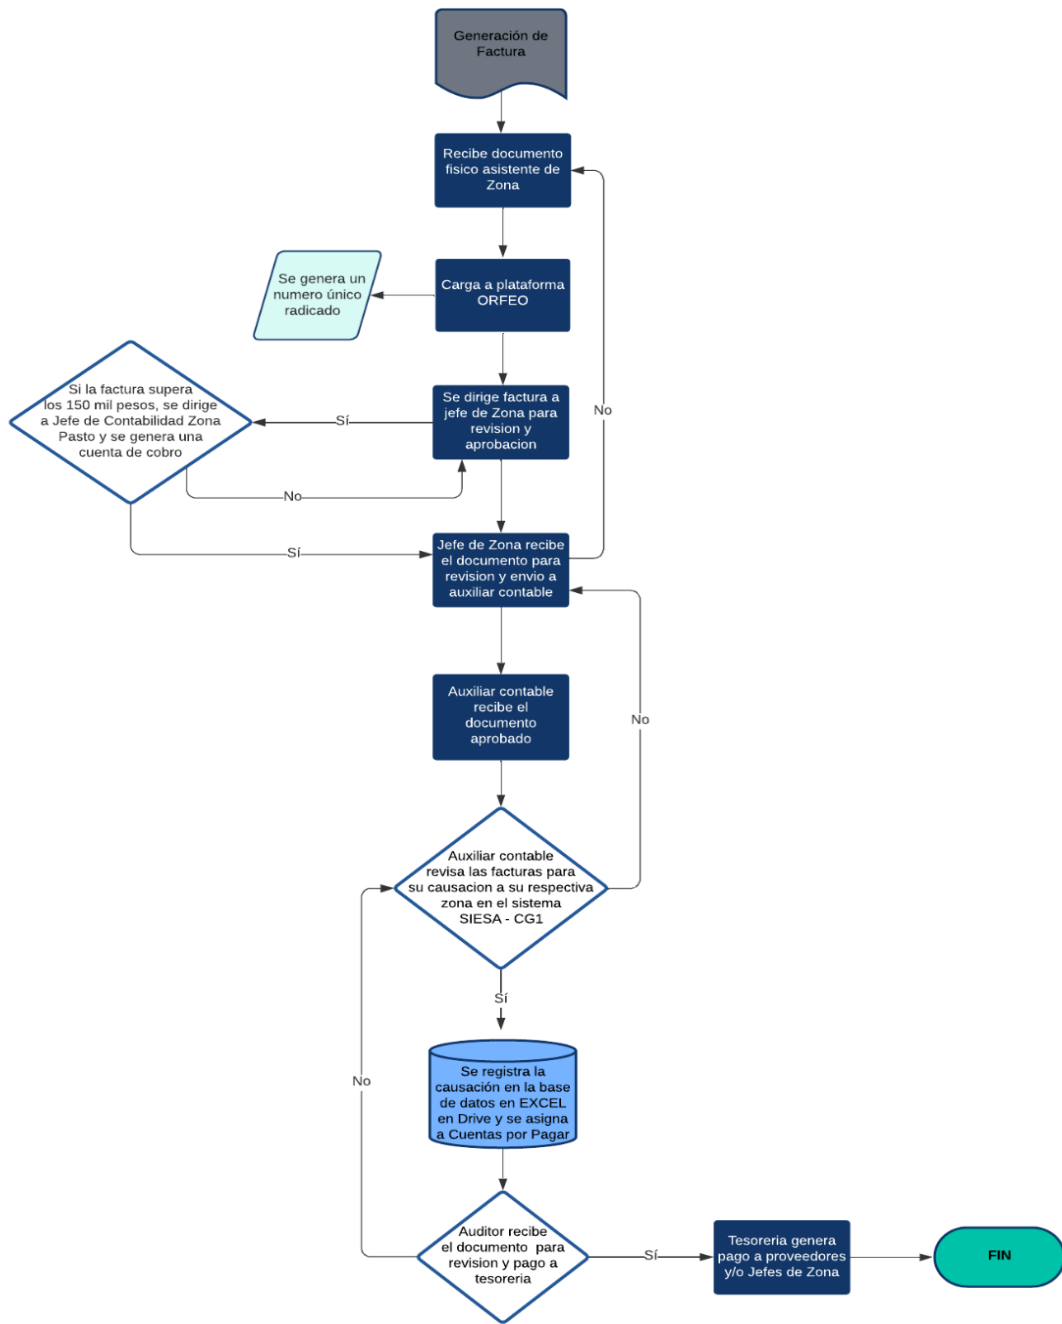 Generación de
Factura
Recibe documento
fisico asistente de
Zona
Se genera un
numero único
radicado
Carga a plataforma
ORFEO
Si la factura supera
los 150 mil pesos, se dirige
a Jefe de Contabilidad Zona
Pasto y se genera una
cuenta de cobro
Sí
Se dirige factura a
jefe de Zona para
revision y
aprobacion
No
No
Sí
Jefe de Zona recibe
el documento para
revision y envio a
auxiliar contable
Auxiliar contable
recibe el
documento
aprobado
No
Auxiliar contable
revisa las facturas para
su causacion a su respectiva
zona en el sistema
SIESA - CG1
Sí
No
Se registra la
causación en la base
de datos en EXCEL
en Drive y se asigna
a Cuentas por Pagar
Auditor recibe
el documento para
revision y pago a
tesoreria
Sí
Tesoreria genera
pago a proveedores
y/o Jefes de Zona
FIN